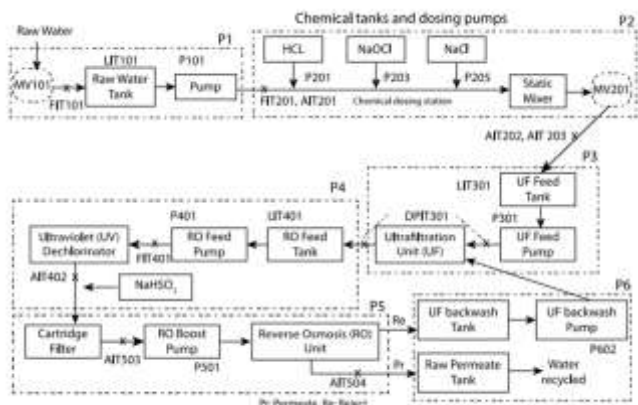 Chemical tanks and dosing pumps
P2
Raw Water
P1
HCL
NaOCl
NaCl
LIT101
P101
P201
P203
P205
MV101
Raw Water
Tank
Pump
Static
Mixer
MV201
FIT101
FIT201, AIT201
Chemical dosing station
AIT202, AIT 203
P3
LIT301
UF Feed
Tank
P4
P401
LIT401
DPIT301
P301
Ultraviolet (UV)
Dechlorinator
RO Feed
Pump
RO Feed
Tank
Ultrafiltration
Unit (UF)
UF Feed
Pump
FIT401
AIT402
NaHSO3
P6
P5
Re
UF backwash
Tank
UF backwash
Pump
Cartridge
Filter
RO Boost
Pump
Reverse Osmosis (RO)
Unit
P602
AIT503
P501
AIT504
Pr
Raw Permeate
Tank
Water
recycled
Pr: Permeate, Re: Reject